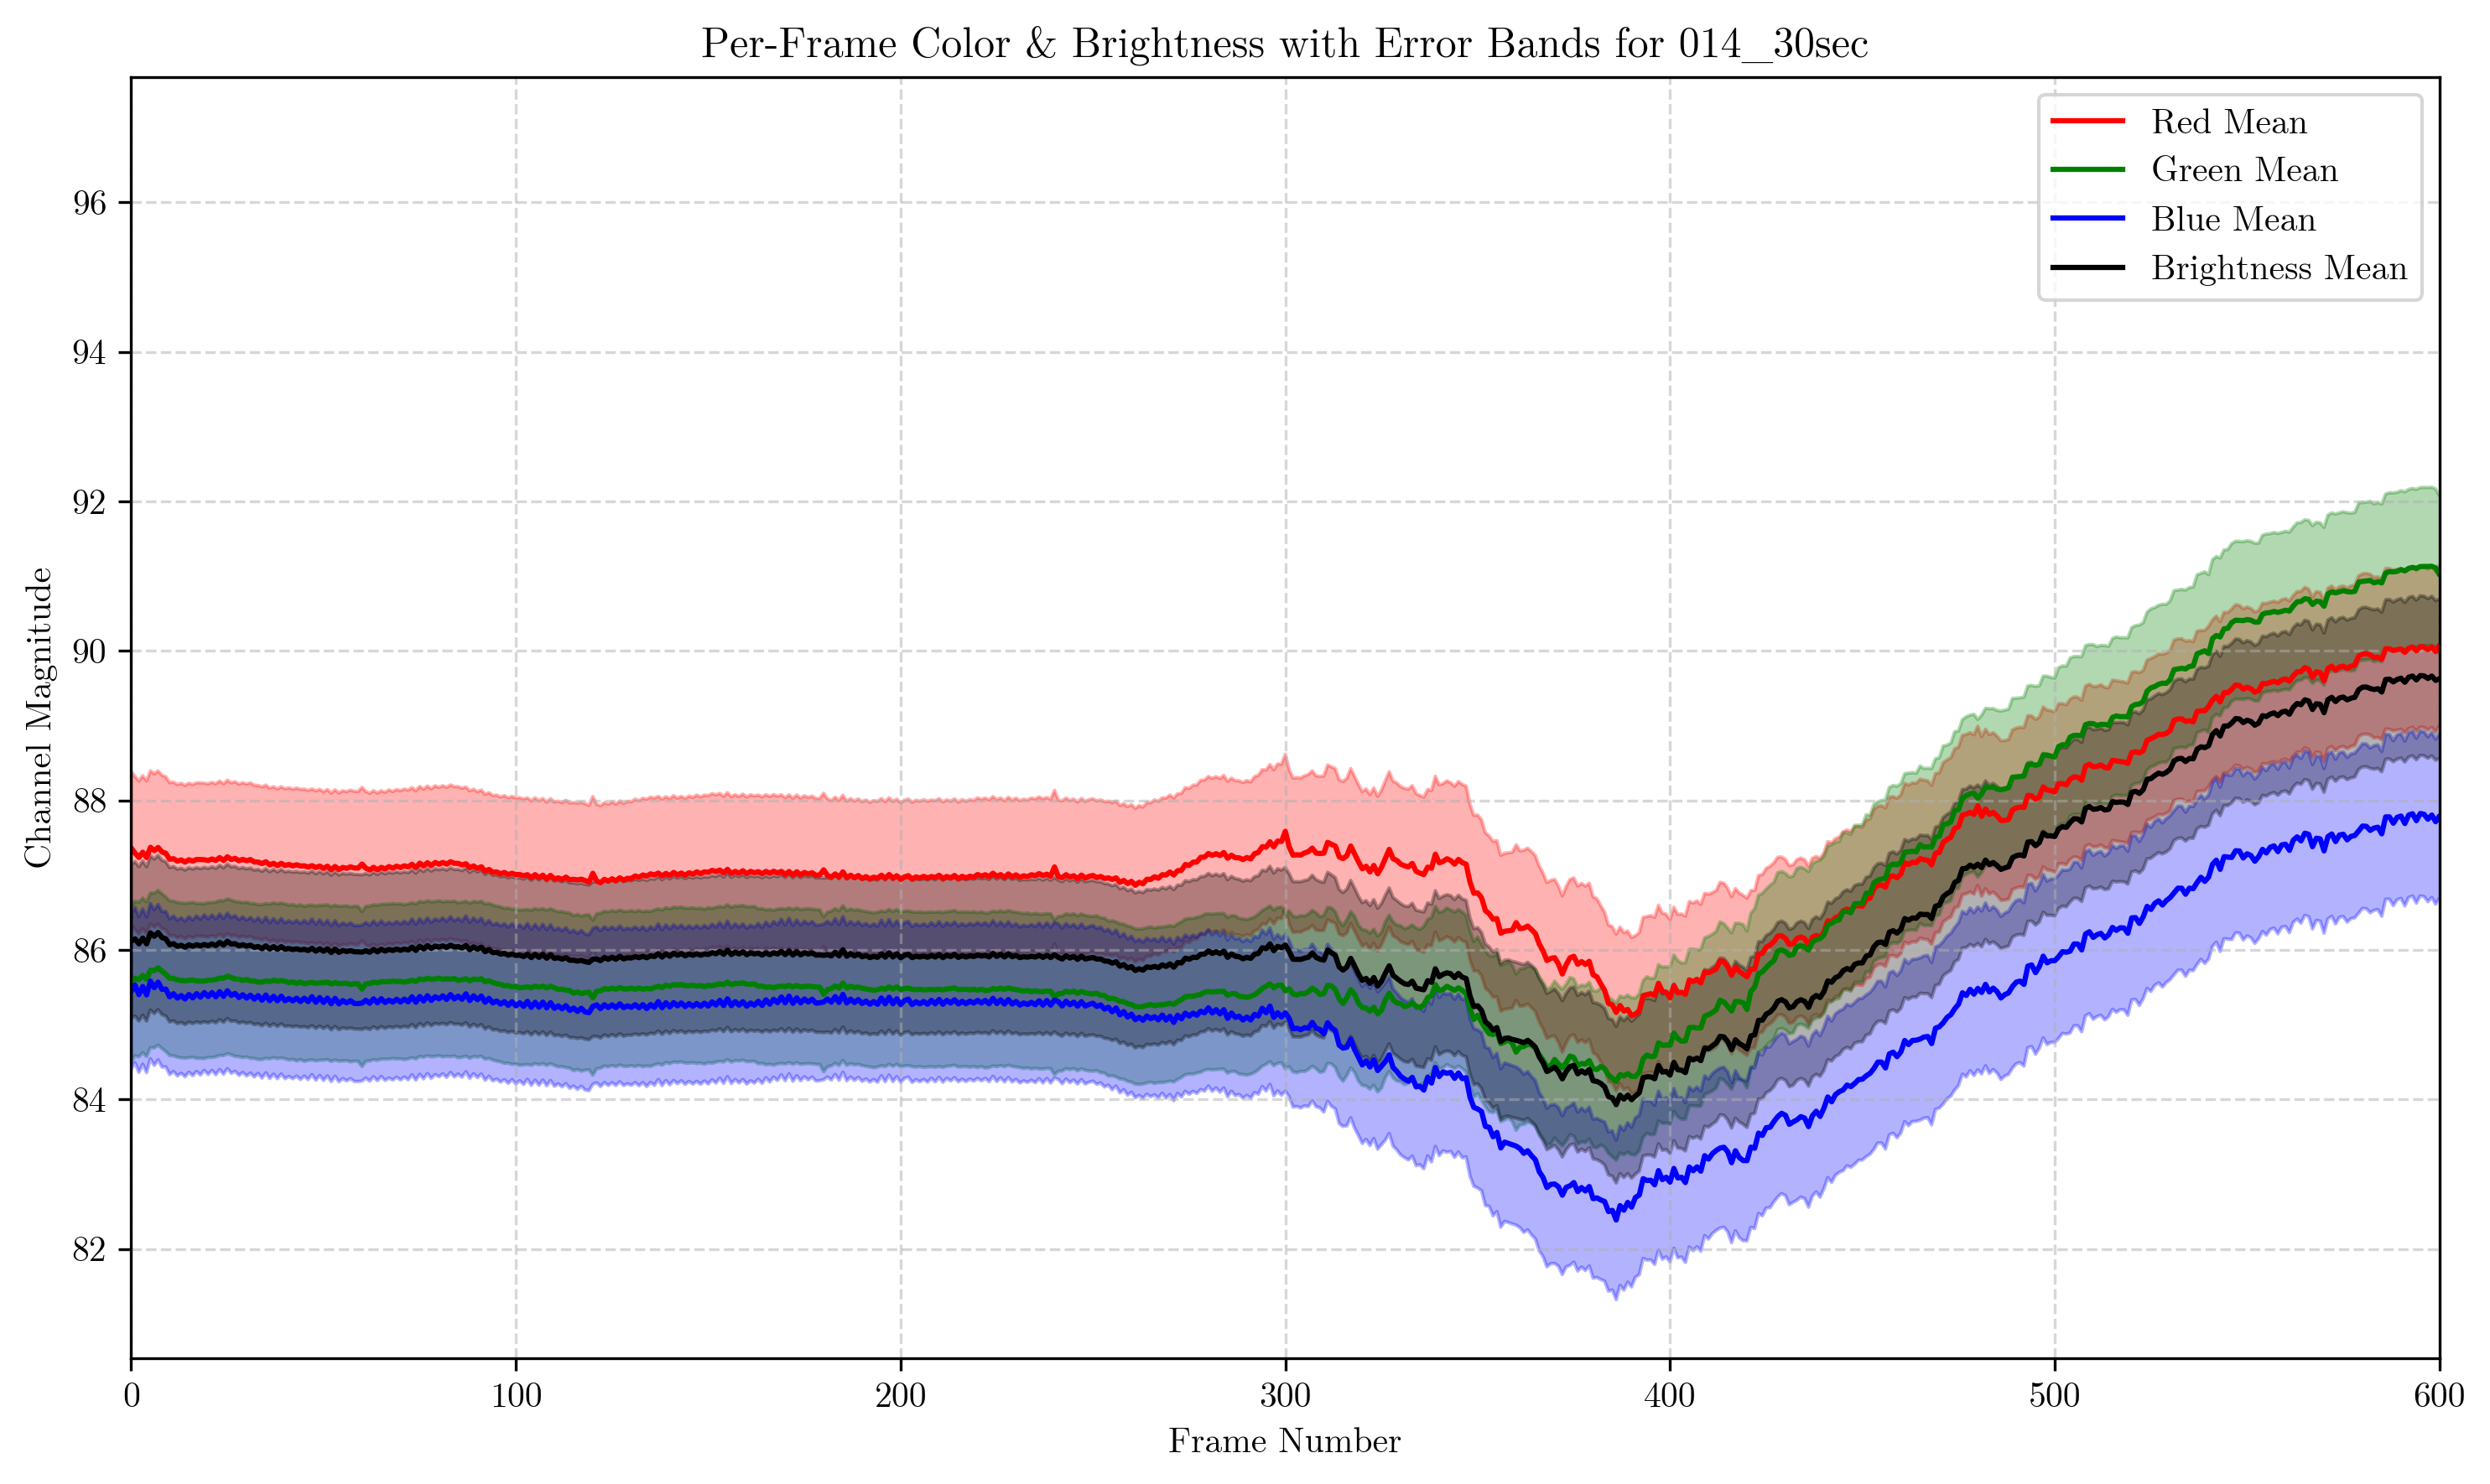 Per-Frame Color & Brightness with Error Bands for 014_30sec
Red Mean
Green Mean
Blue Mean
Brightness Mean
Channel Magnitude
96
94
92
90
88
86
84
82
0 100 200 300 400 500 600
Frame Number